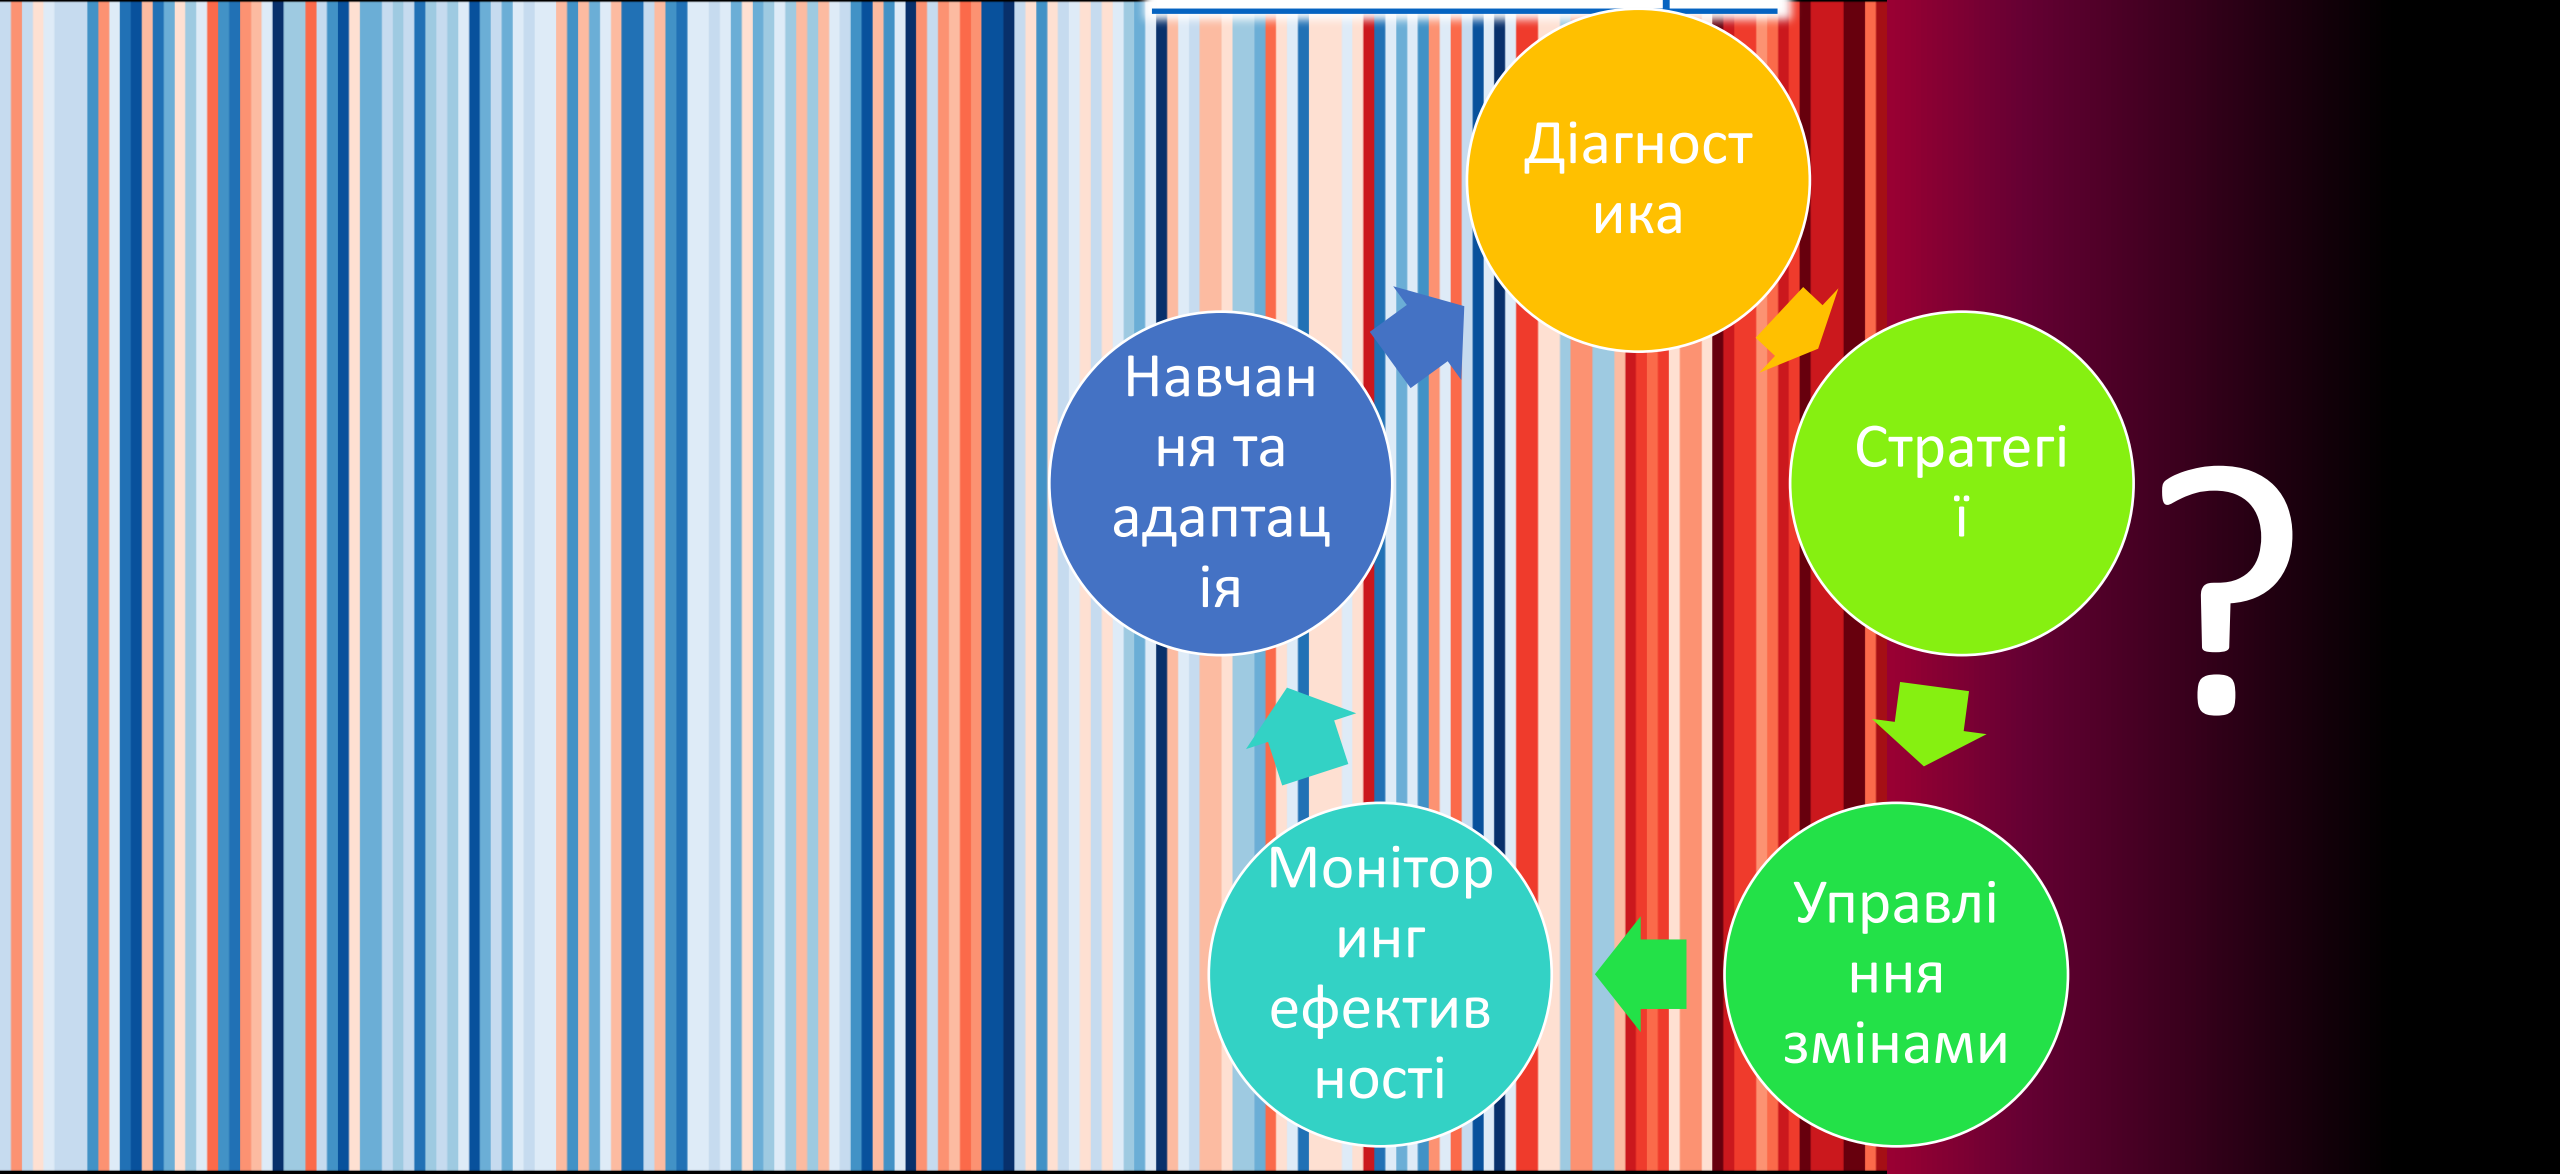 Діагност
ика
Стратегі
ї
?
Управлі
ння
змінами
Монітор
инг
ефектив
ності
Навчан
ня та
адаптац
ія